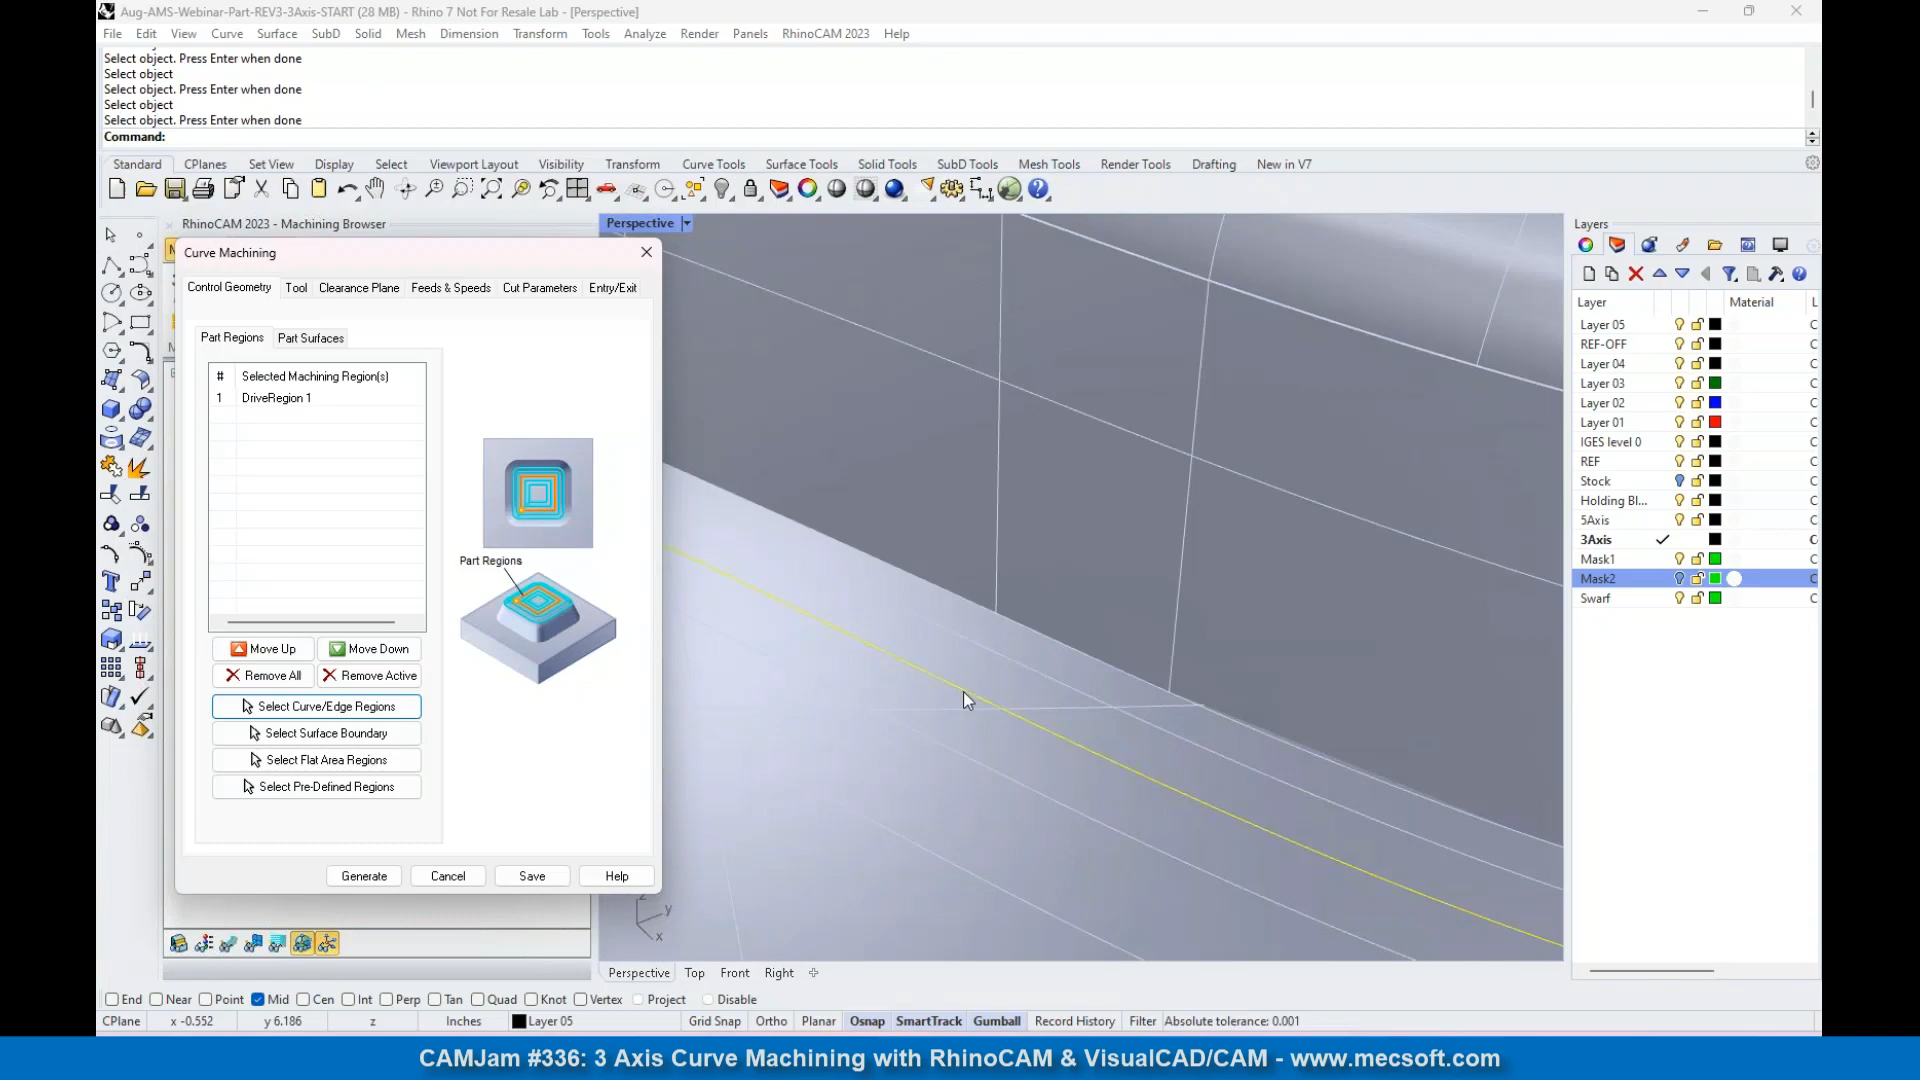 Aug-AMS-Webinar-Part-REV3-3Axis-START (28 MB) - Rhino 7 Not For Resale Lab - [Perspective]
File Edit View Curve Surface SubD Solid Mesh Dimension Transform Tools Analyze Render Panels RhinoCAM 2023 Help
Select object. Press Enter when done
Select object
Select object. Press Enter when done
Select object
Select object. Press Enter when done
Command:
Standard CPlanes Set View Display Select Viewport Layout Visibility Transform Curve Tools Surface Tools Solid Tools SubD Tools Mesh Tools Render Tools Drafting New in V7
RhinoCAM 2023 - Machining Browser
Perspective
Layers
Curve Machining
Control Geometry Tool Clearance Plane Feeds & Speeds Cut Parameters Entry/Exit
Part Regions Part Surfaces
# Selected Machining Region(s)
1 DriveRegion 1
Part Regions
Move Up Move Down
Remove All Remove Active
Select Curve/Edge Regions
Select Surface Boundary
Select Flat Area Regions
Select Pre-Defined Regions
Generate Cancel Save Help
Layer Material L
Layer 05 C
REF-OFF C
Layer 04 C
Layer 03 C
Layer 02 C
Layer 01 C
IGES level 0 C
REF C
Stock C
Holding Bl... C
5Axis C
3Axis C
Mask1 C
Mask2 C
Swarf C
z
y
x
Perspective Top Front Right
End Near Point Mid Cen Int Perp Tan Quad Knot Vertex Project Disable
CPlane x -0.552 y 6.186 z Inches Layer 05 Grid Snap Ortho Planar Osnap SmartTrack Gumball Record History Filter Absolute tolerance: 0.001
CAMJam #336: 3 Axis Curve Machining with RhinoCAM & VisualCAD/CAM - www.mecsoft.com